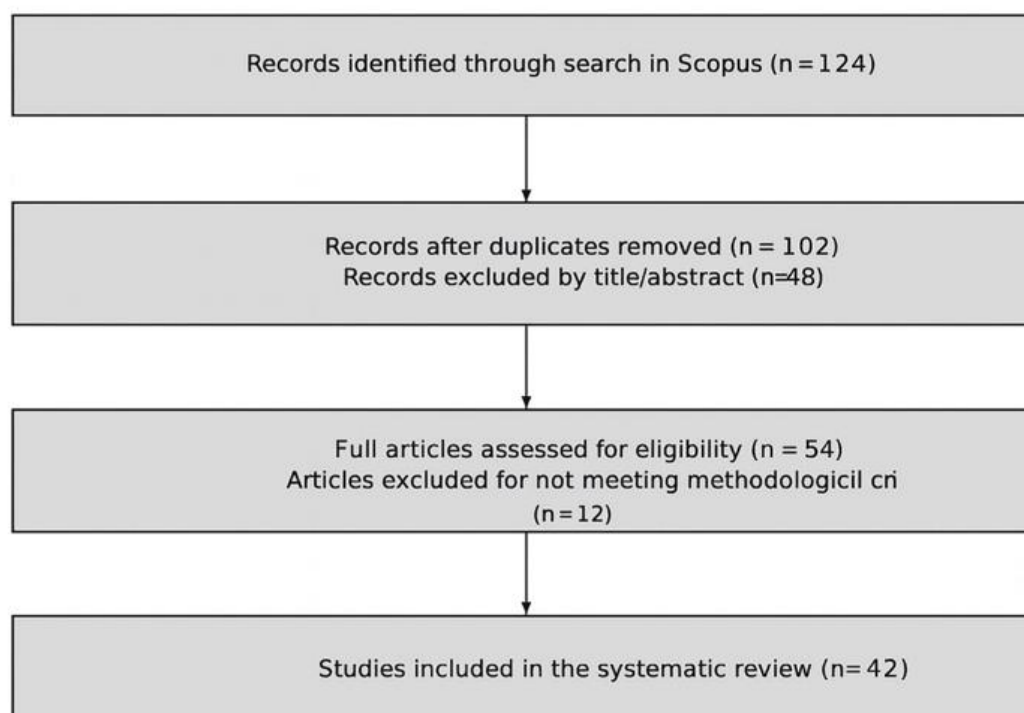 Records identified through search in Scopus (n = 124)
Records after duplicates removed (n = 102)
Records excluded by title/abstract (n=48)
Full articles assessed for eligibility (n = 54)
Articles excluded for not meeting methodologicil cri
(n = 12)
Studies included in the systematic review (n= 42)